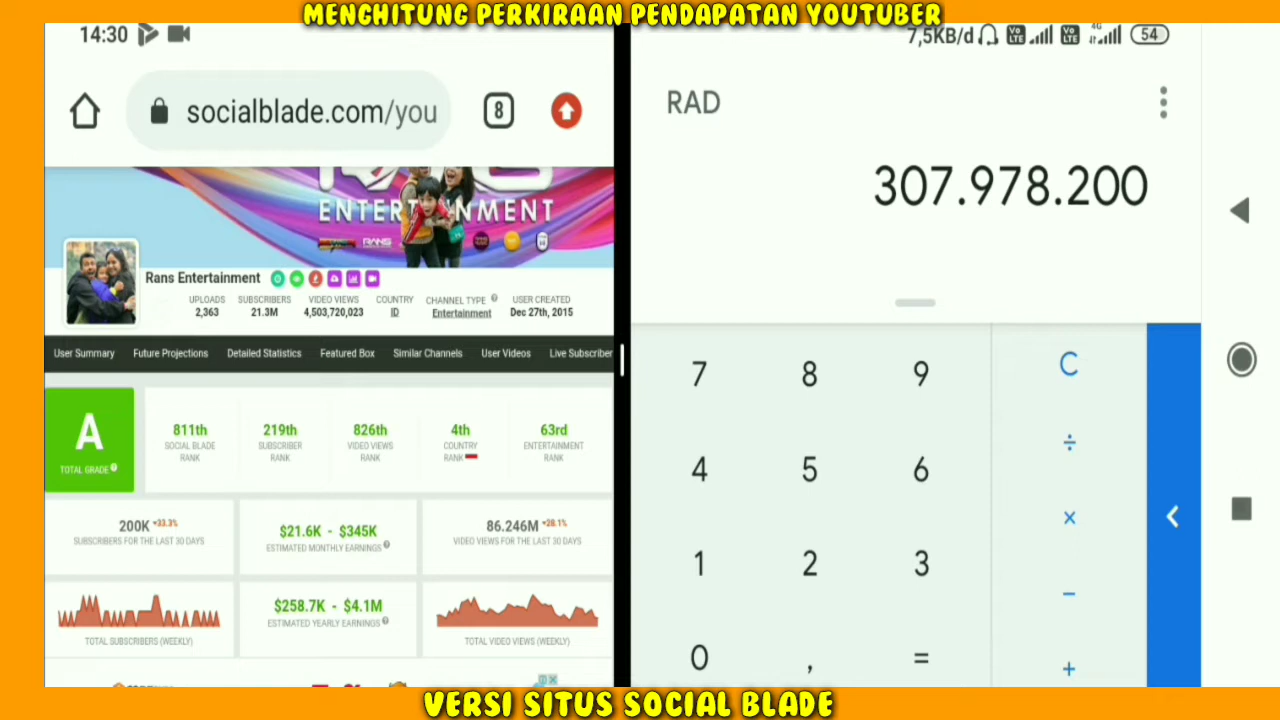 MENGHITUNG PERKIRAAN PENDAPATAN YOUTUBER
14:30
socialblade.com/you
8
ENTERTAINMENT
RANS
Rans Entertainment
UPLOADS
2,363
SUBSCRIBERS
21.3M
VIDEO VIEWS
4,503,720,023
COUNTRY
ID
CHANNEL TYPE
Entertainment
USER CREATED
Dec 27th, 2015
User Summary Future Projections Detailed Statistics Featured Box Similar Channels User Videos Live Subscriber
A
TOTAL GRADE
811th
SOCIAL BLADE
RANK
219th
SUBSCRIBER
RANK
826th
VIDEO VIEWS
RANK
4th
COUNTRY
RANK
63rd
ENTERTAINMENT
RANK
200K +33.3%
SUBSCRIBERS FOR THE LAST 30 DAYS
$21.6K - $345K
ESTIMATED MONTHLY EARNINGS
86.246M +28.1%
VIDEO VIEWS FOR THE LAST 30 DAYS
TOTAL SUBSCRIBERS (WEEKLY)
$258.7K - $4.1M
ESTIMATED YEARLY EARNINGS
TOTAL VIDEO VIEWS (WEEKLY)
7,5KB/d Vo LTE Vo LTE 4G 54
RAD
307.978.200
7 8 9 C
÷
4 5 6
×
1 2 3
−
0 , = +
VERSI SITUS SOCIAL BLADE